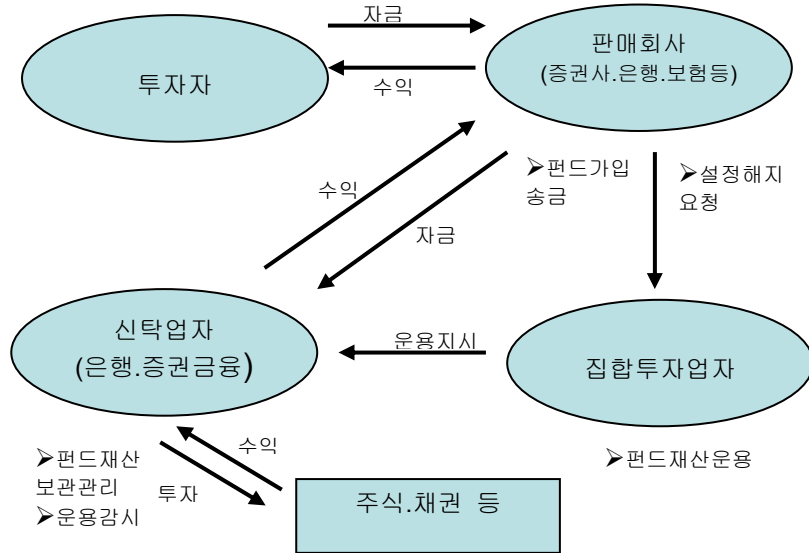 자금
판매회사
(증권사.은행.보험등)
투자자
수익
➢펀드가입
송금
➢설정해지
요청
수익
자금
신탁업자
(은행.증권금융)
운용지시
집합투자업자
➢펀드재산
보관관리
➢운용감시
수익
투자
➢펀드재산운용
주식.채권 등